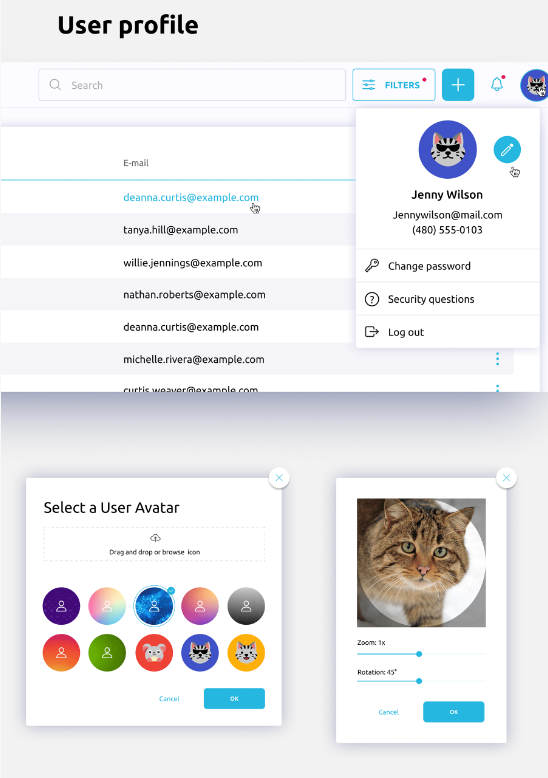 User profile
Search
FILTERS
E-mail
deanna.curtis@example.com
tanya.hill@example.com
willie.jennings@example.com
nathan.roberts@example.com
deanna.curtis@example.com
michelle.rivera@example.com
curtis.weaver@example.com
Jenny Wilson
Jennywilson@mail.com
(480) 555-0103
Change password
Security questions
Log out
Select a User Avatar
Drag and drop or browse icon
Cancel
OK
Zoom: 1x
Rotation: 45°
Cancel
OK